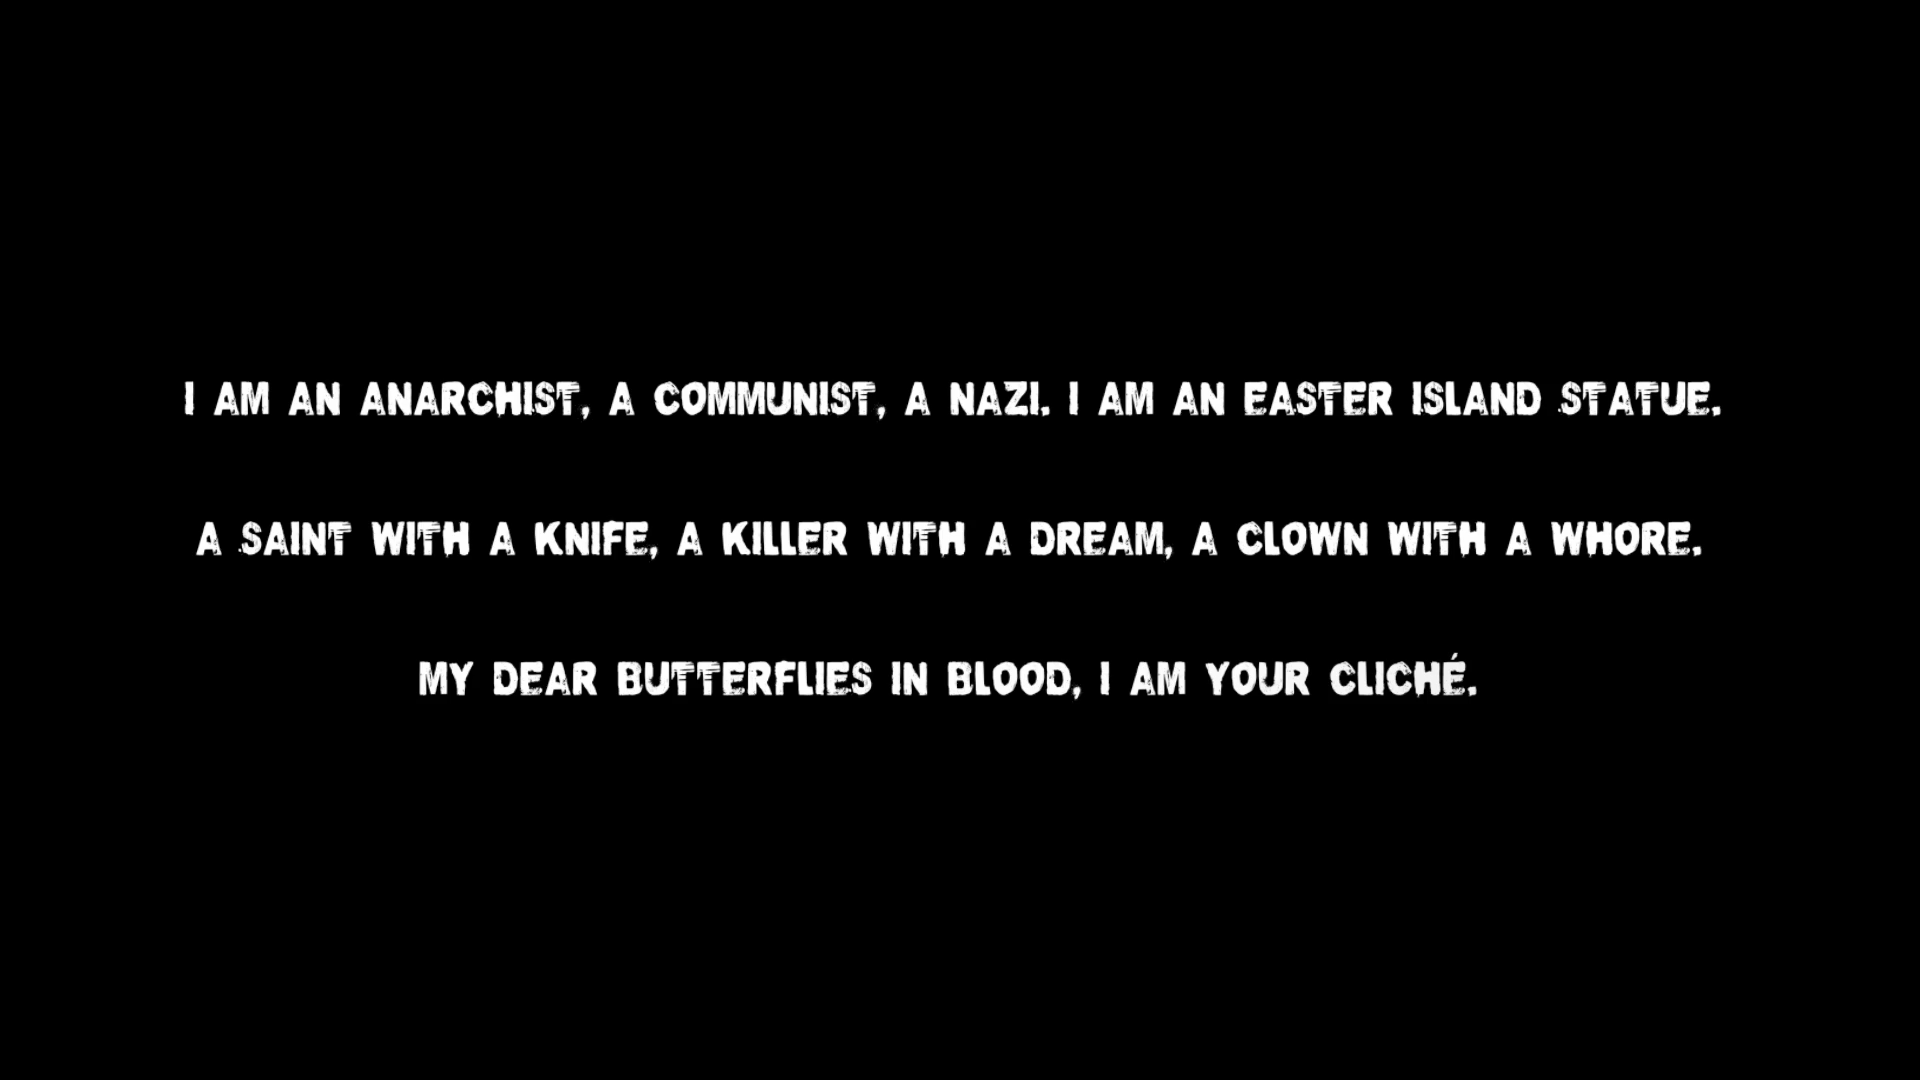 I AM AN ANARCHIST, A COMMUNIST, A NAZI. I AM AN EASTER ISLAND STATUE.
A SAINT WITH A KNIFE, A KILLER WITH A DREAM, A CLOWN WITH A WHORE.
MY DEAR BUTTERFLIES IN BLOOD, I AM YOUR CLICHÉ.